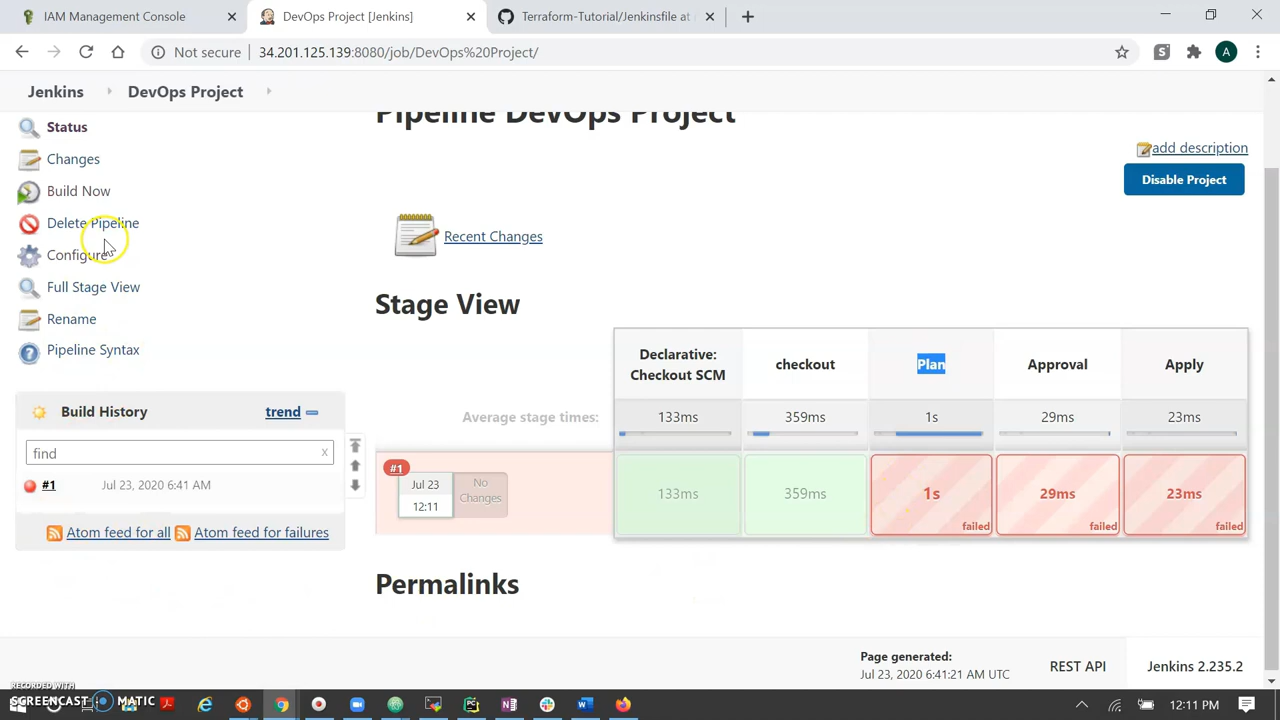 IAM Management Console
DevOps Project [Jenkins]
Terraform-Tutorial/Jenkinsfile at
Not secure
34.201.125.139:8080/job/DevOps%20Project/
S
A
Jenkins
DevOps Project
Status
Changes
Build Now
Delete Pipeline
Configure
Full Stage View
Rename
Pipeline Syntax
Pipeline DevOps Project
add description
Disable Project
Recent Changes
Stage View
Declarative:
Checkout SCM
checkout
Plan
Approval
Apply
Average stage times:
133ms
359ms
1s
29ms
23ms
#1
Jul 23
12:11
No
Changes
133ms
359ms
1s
failed
29ms
failed
23ms
failed
Build History
trend
find
x
#1
Jul 23, 2020 6:41 AM
Atom feed for all
Atom feed for failures
Permalinks
Page generated:
Jul 23, 2020 6:41:21 AM UTC
REST API
Jenkins 2.235.2
RECORDED WITH
SCREENCAST MATIC
12:11 PM